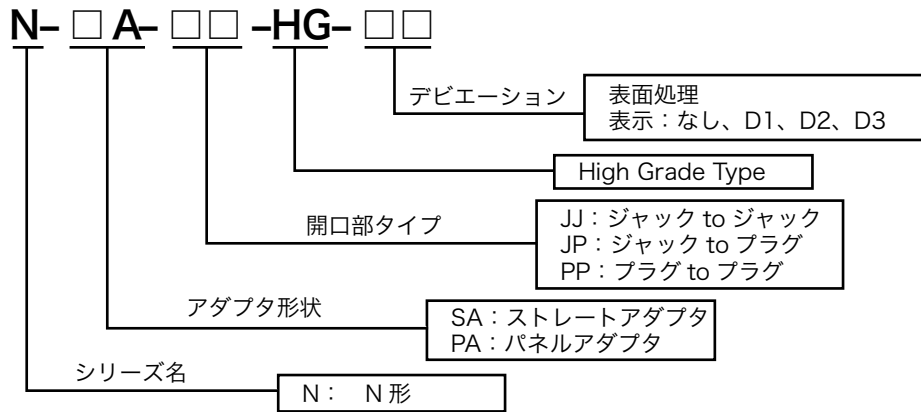 N-□A-□□-HG-□□
デビエーション
表面処理
表示：なし、D1、D2、D3
High Grade Type
開口部タイプ
JJ：ジャック to ジャック
JP：ジャック to プラグ
PP：プラグ to プラグ
アダプタ形状
SA：ストレートアダプタ
PA：パネルアダプタ
シリーズ名
N： N 形